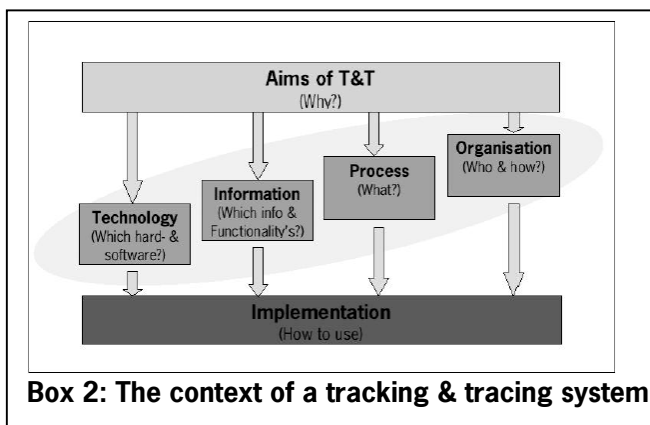 Aims of T&T
(Why?)
Organisation
(Who & how?)
Process
(What?)
Information
(Which info &
Functionality's?)
Technology
(Which hard- &
software?)
Implementation
(How to use)
Box 2: The context of a tracking & tracing system